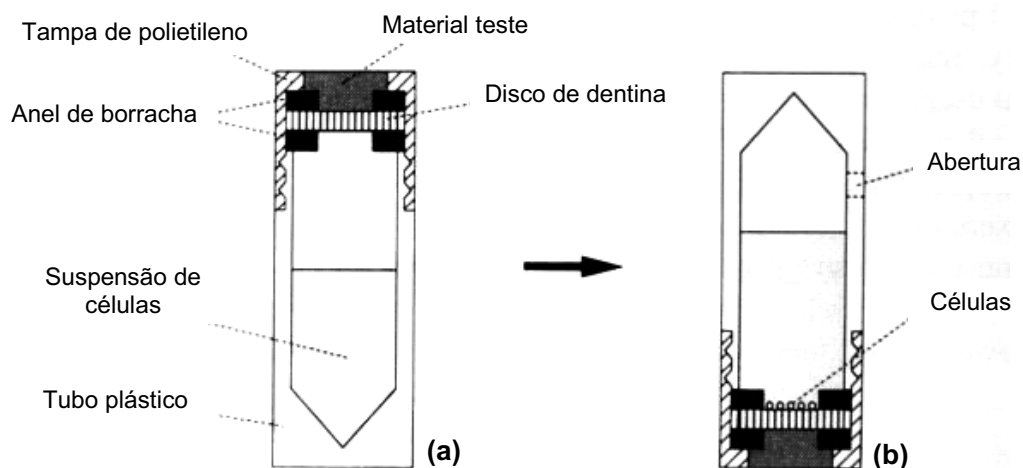 Tampa de polietileno
Material teste
Anel de borracha
Disco de dentina
Abertura
Suspensão de
células
Células
Tubo plástico
(a)
(b)